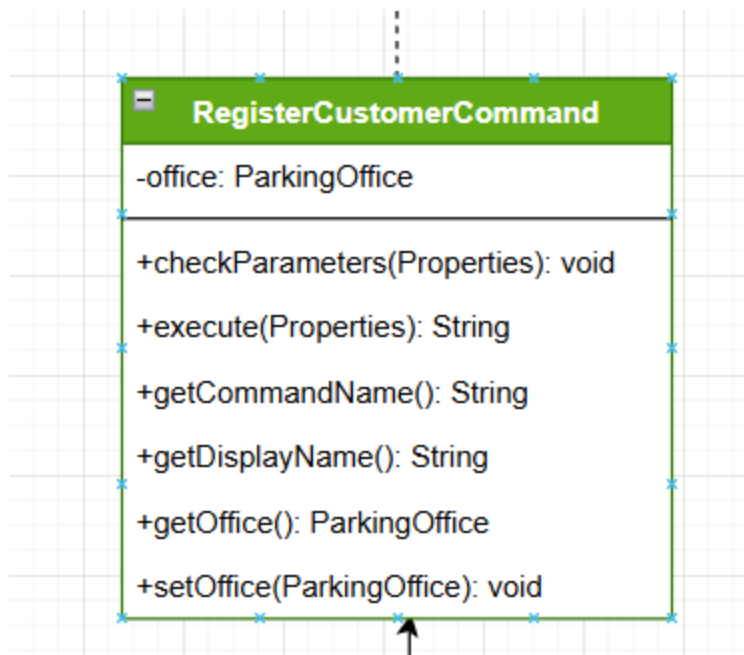 RegisterCustomerCommand
-office: ParkingOffice
+checkParameters(Properties): void
+execute(Properties): String
+getCommandName(): String
+getDisplayName(): String
+getOffice(): ParkingOffice
+setOffice(ParkingOffice): void